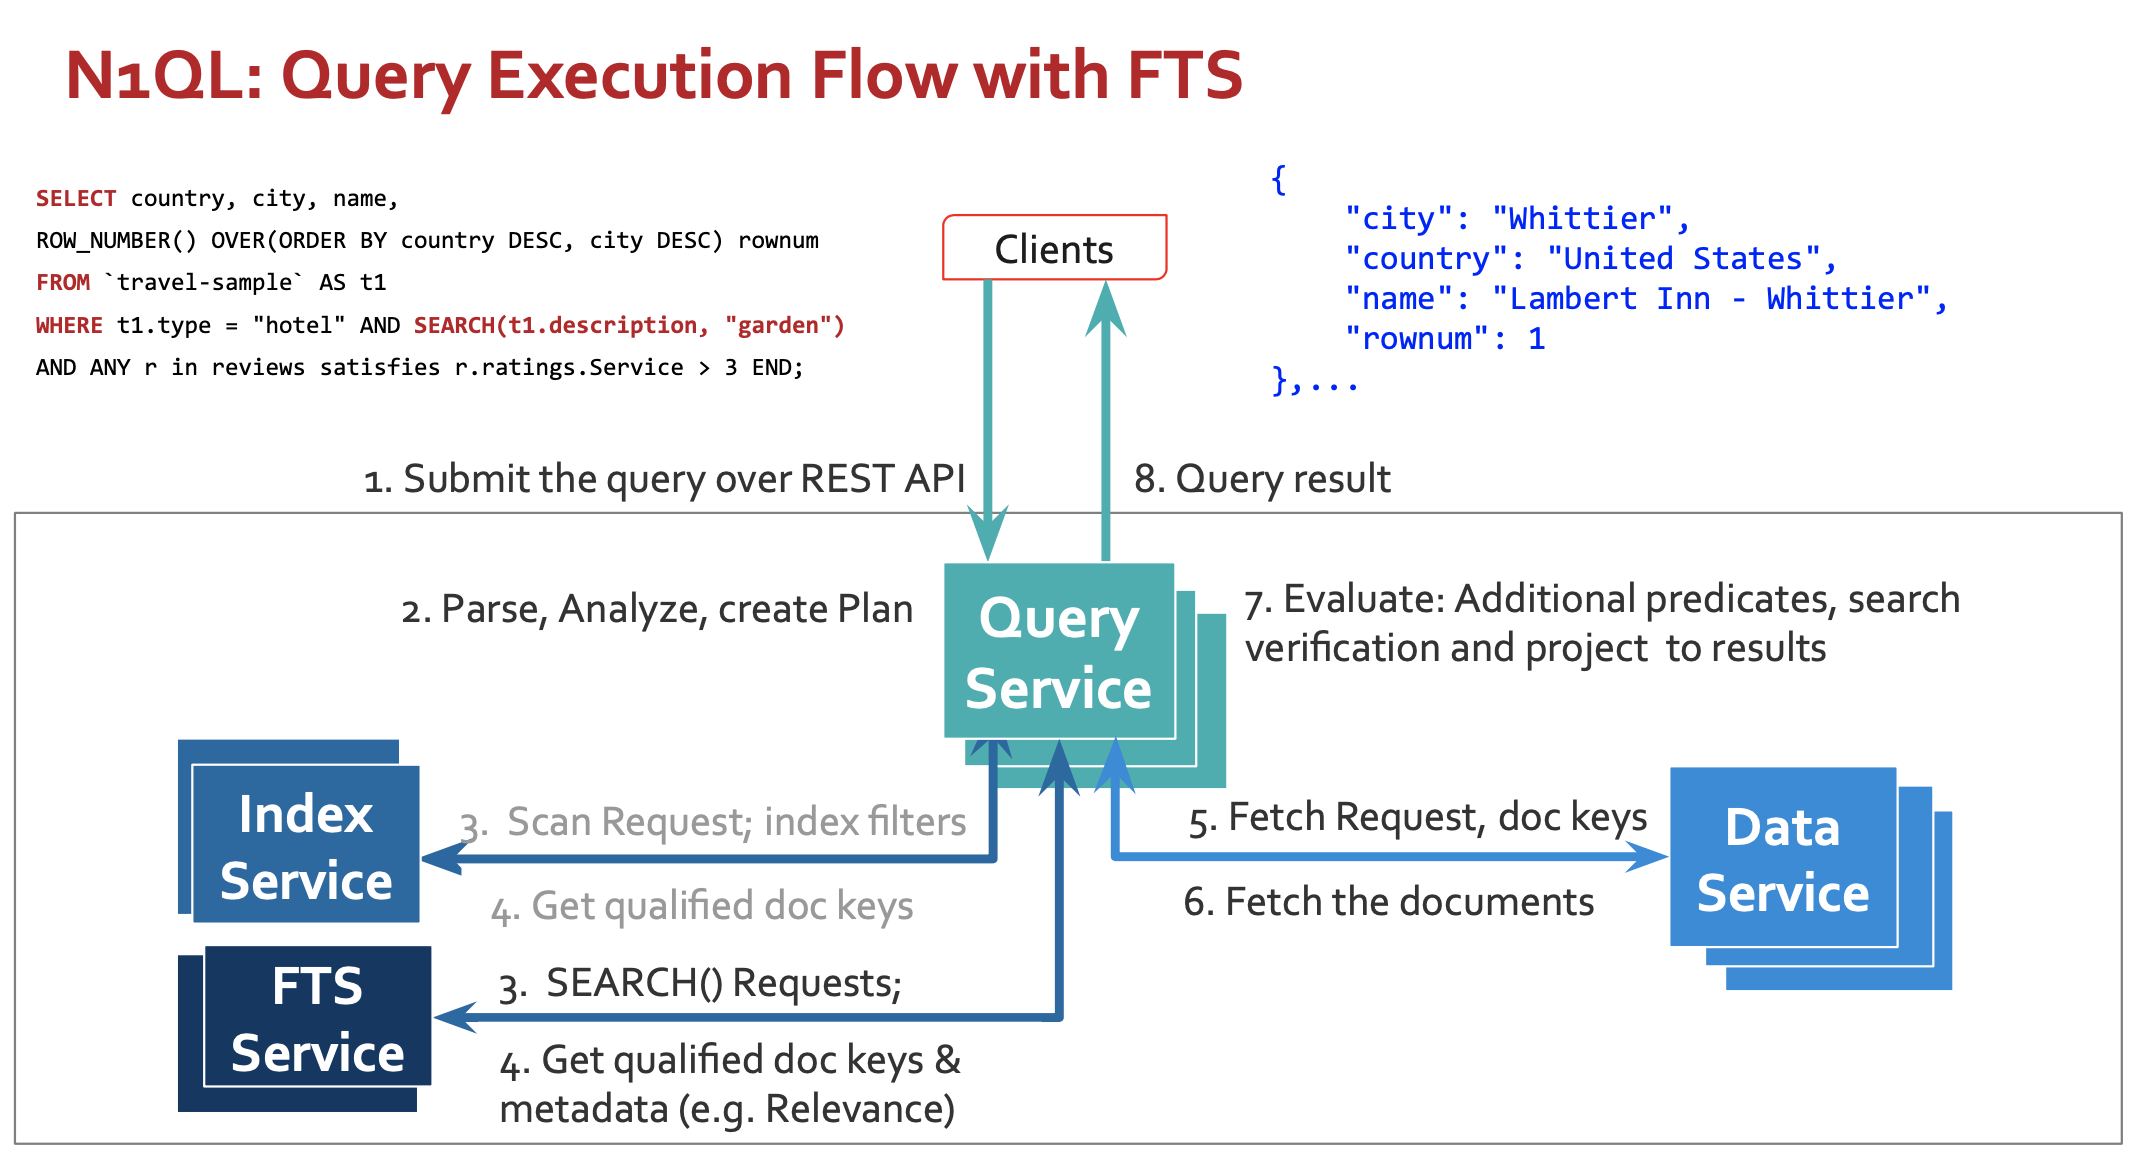 N1QL: Query Execution Flow with FTS
SELECT country, city, name,
ROW_NUMBER() OVER(ORDER BY country DESC, city DESC) rownum
FROM `travel-sample` AS t1
WHERE t1.type = "hotel" AND SEARCH(t1.description, "garden")
AND ANY r in reviews satisfies r.ratings.Service > 3 END;
Clients
{
"city": "Whittier",
"country": "United States",
"name": "Lambert Inn - Whittier",
"rownum": 1
},...
1. Submit the query over REST API
8. Query result
2. Parse, Analyze, create Plan
Query
Service
7. Evaluate: Additional predicates, search
verification and project  to results
Index
Service
3.  Scan Request; index filters
4. Get qualified doc keys
5. Fetch Request, doc keys
6. Fetch the documents
Data
Service
FTS
Service
3.  SEARCH() Requests;
4. Get qualified doc keys &
metadata (e.g. Relevance)